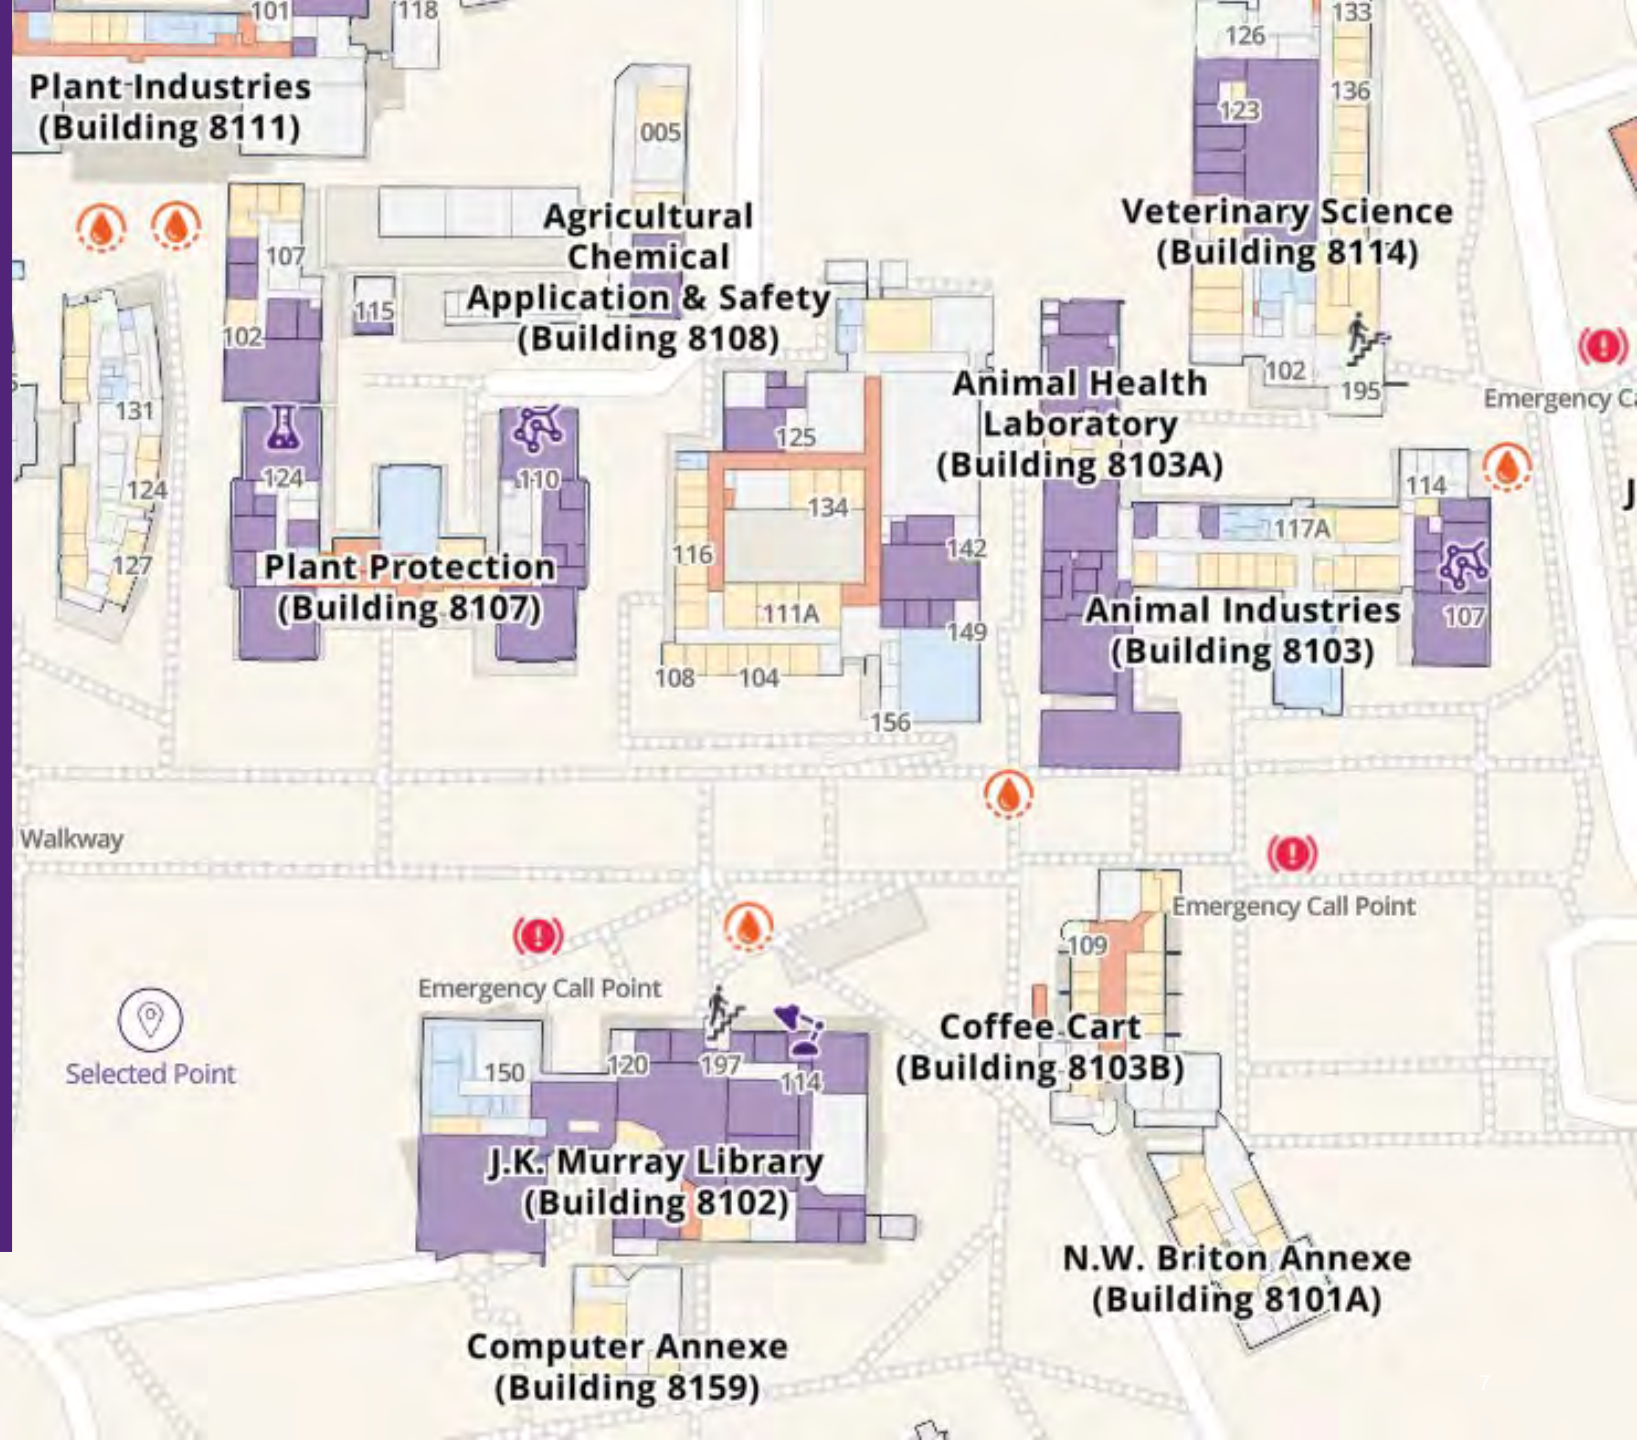 101
118
133
126
Plant Industries
(Building 8111)
136
123
005
Agricultural
Chemical
Application & Safety
(Building 8108)
Veterinary Science
(Building 8114)
107
115
102
102
195
Emergency Ca
131
Animal Health
Laboratory
(Building 8103A)
125
124
110
124
134
114
J
117A
127
116
142
Plant Protection
(Building 8107)
111A
Animal Industries
(Building 8103)
107
149
108
104
156
Walkway
Emergency Call Point
109
Emergency Call Point
Selected Point
150
120
197
114
Coffee Cart
(Building 8103B)
J.K. Murray Library
(Building 8102)
N.W. Briton Annexe
(Building 8101A)
Computer Annexe
(Building 8159)
7